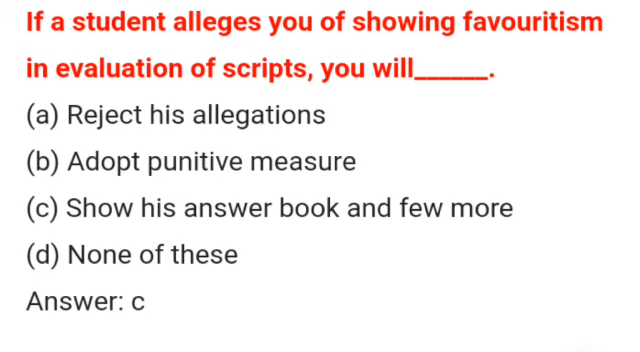 If a student alleges you of showing favouritism
in evaluation of scripts, you will______.
(a) Reject his allegations
(b) Adopt punitive measure
(c) Show his answer book and few more
(d) None of these
Answer: c